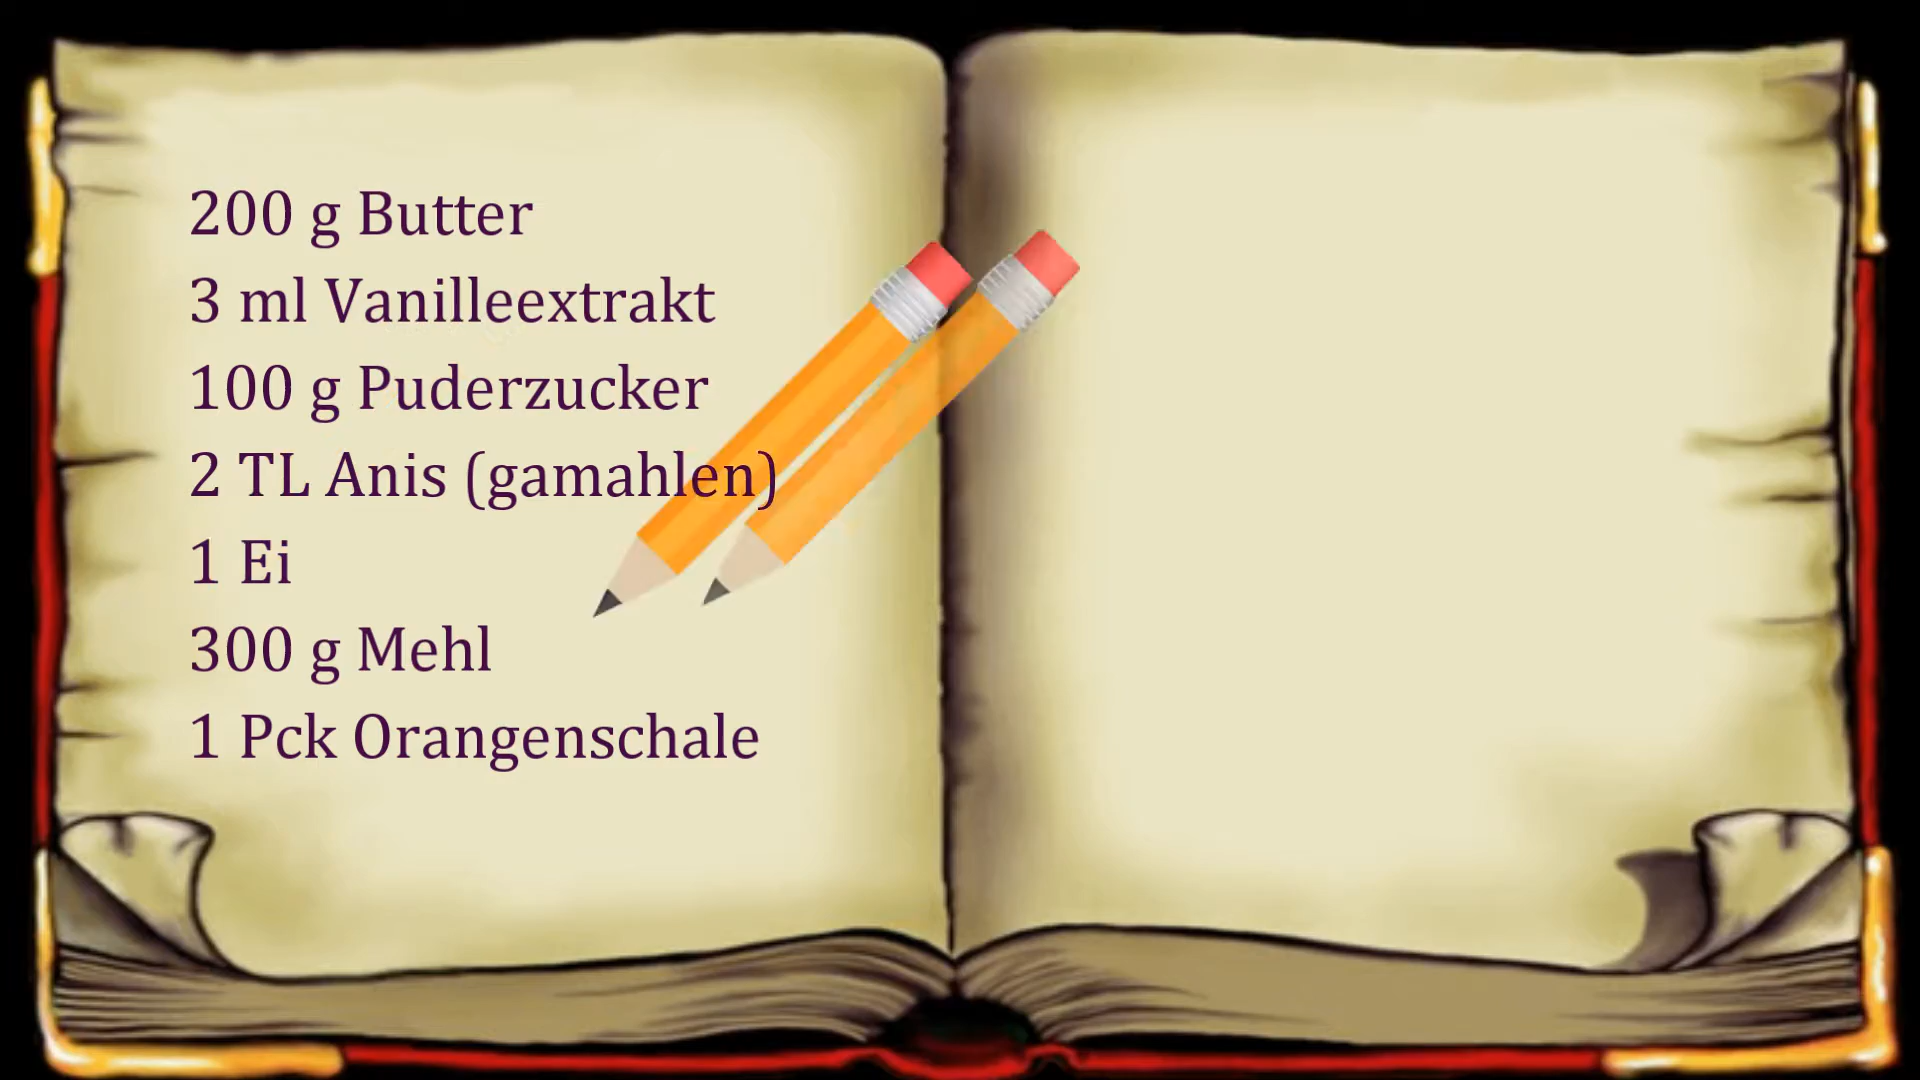 200 g Butter
3 ml Vanilleextrakt
100 g Puderzucker
2 TL Anis (gamahlen)
1 Ei
300 g Mehl
1 Pck Orangenschale